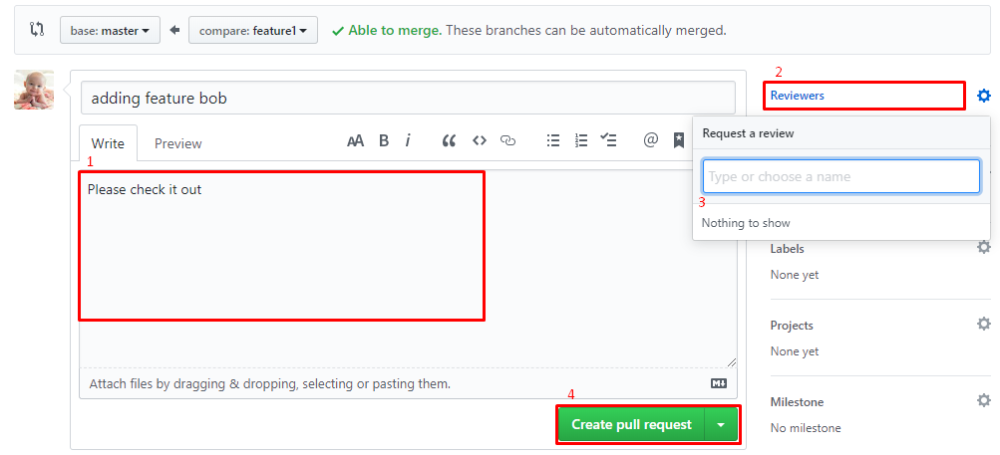 base: master
compare: feature1
✓ Able to merge. These branches can be automatically merged.
adding feature bob
Write
Preview
AA B i “ <> @
1
Please check it out
Attach files by dragging & dropping, selecting or pasting them.
M↓
4
Create pull request
2
Reviewers
Request a review
Type or choose a name
3
Nothing to show
Labels
None yet
Projects
None yet
Milestone
No milestone